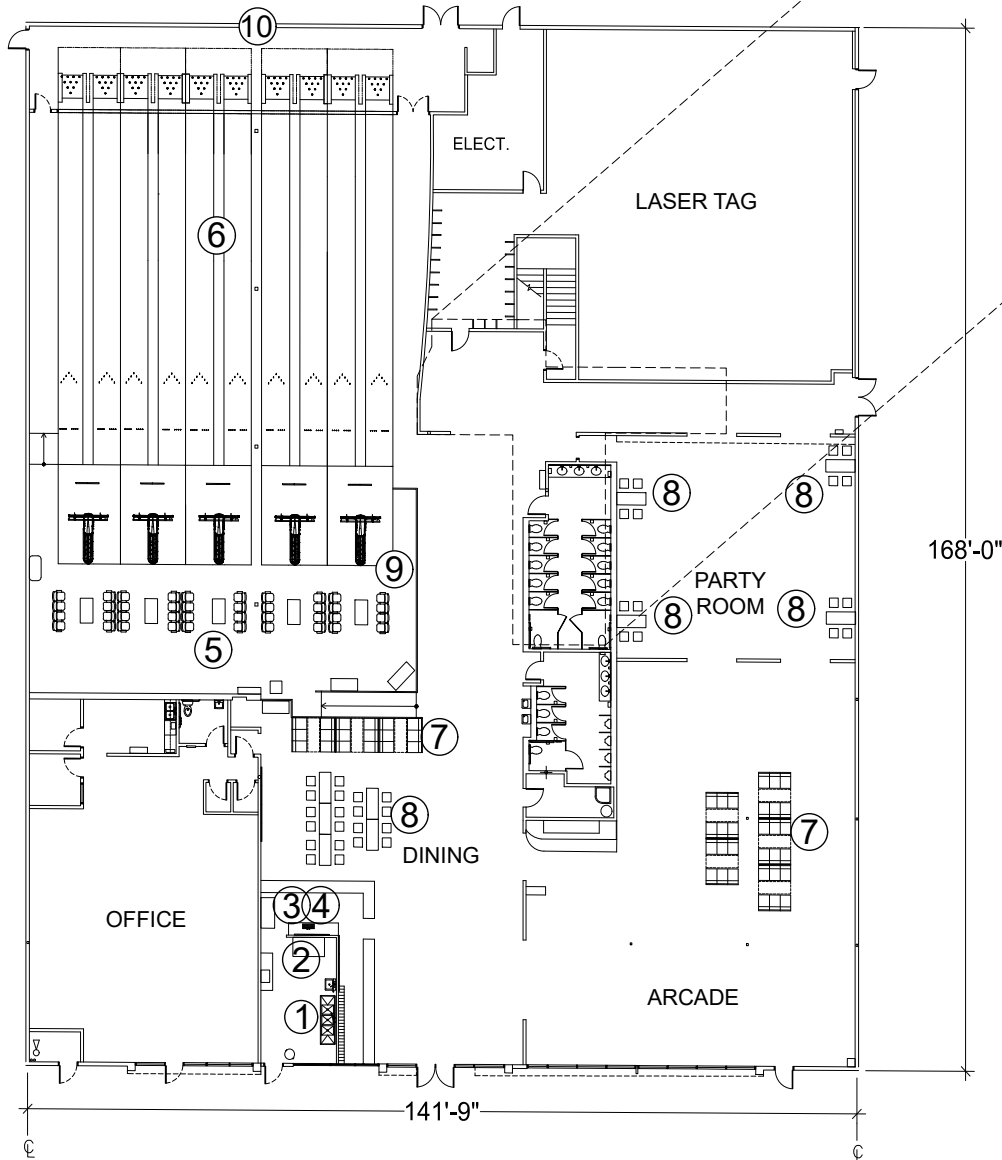 10
ELECT.
LASER TAG
6
8
8
168'-0"
9
PARTY
ROOM
8
8
5
7
8
DINING
7
3 4
OFFICE
2
ARCADE
1
141'-9"
℄
℄